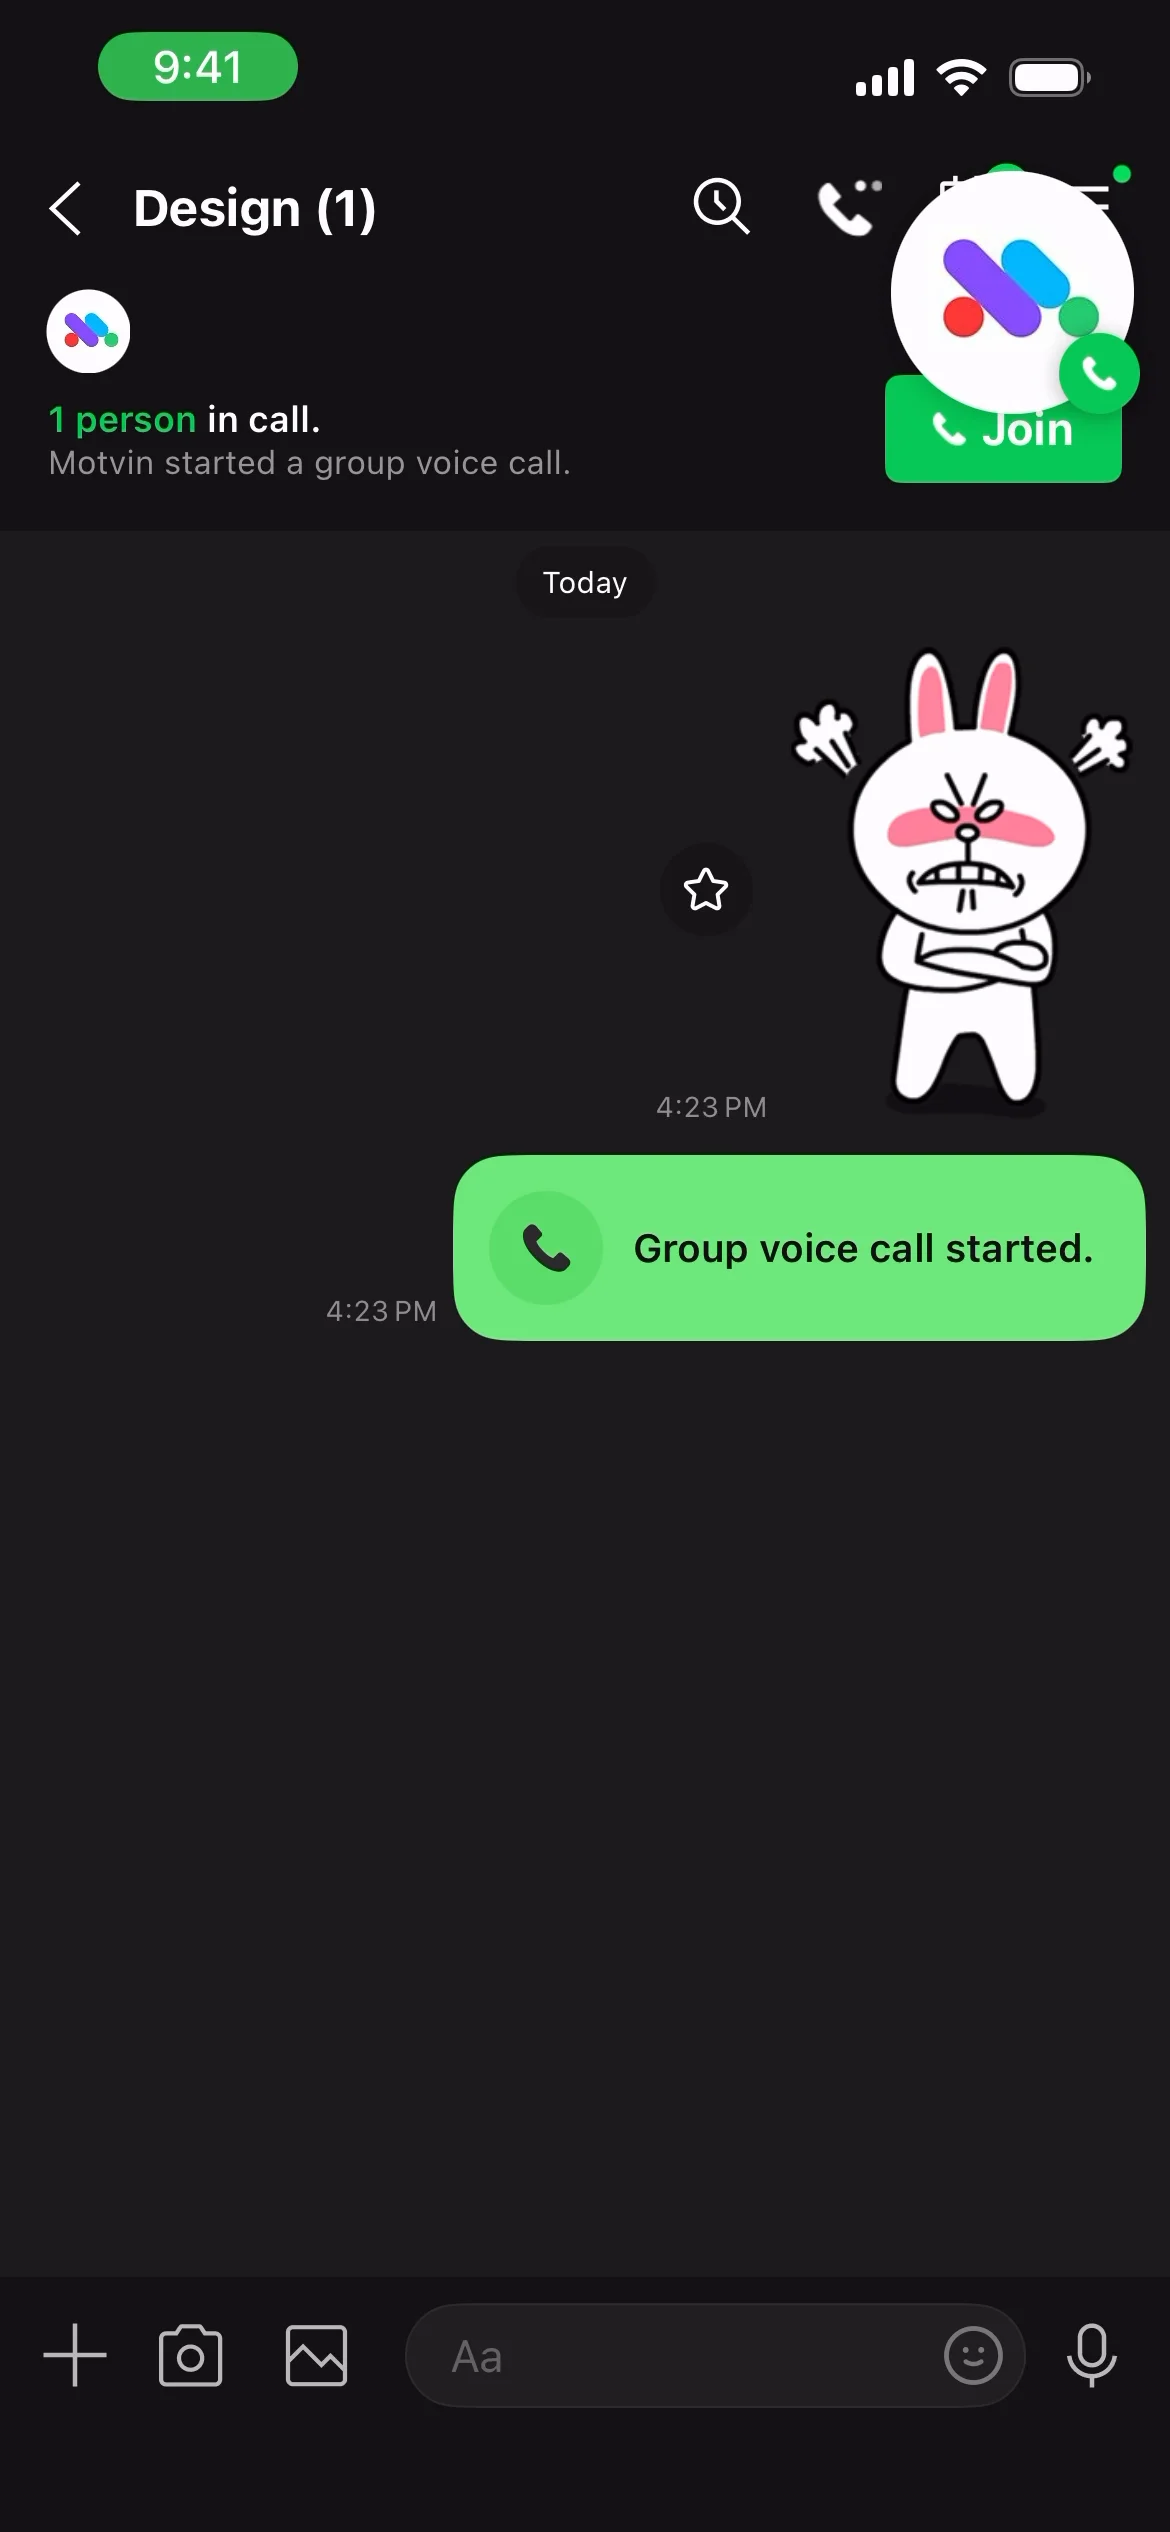 9:41
Design (1)
1 person in call.
Motvin started a group voice call.
Join
Today
4:23 PM
Group voice call started.
4:23 PM
Aa